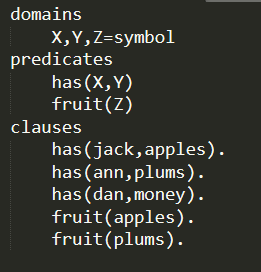 domains
    X,Y,Z=symbol
predicates
    has(X,Y)
    fruit(Z)
clauses
    has(jack,apples).
    has(ann,plums).
    has(dan,money).
    fruit(apples).
    fruit(plums).